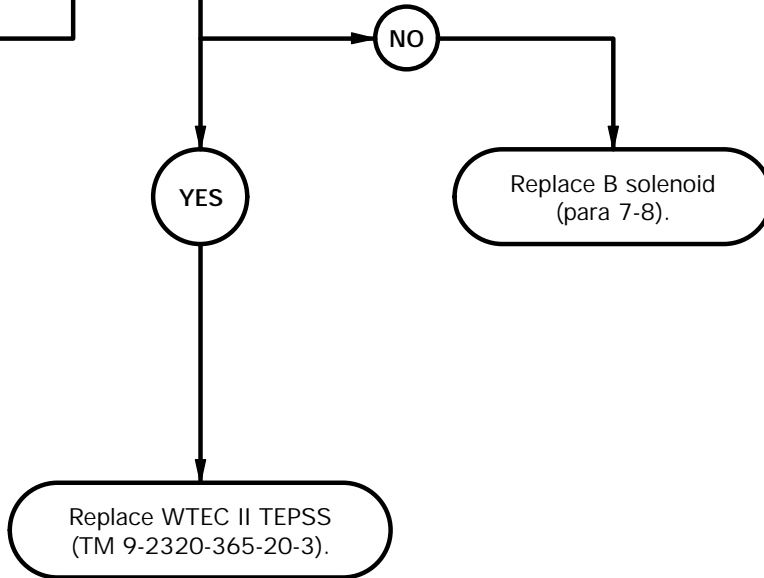 NO
YES
Replace B solenoid
(para 7-8).
Replace WTEC II TEPSS
(TM 9-2320-365-20-3).